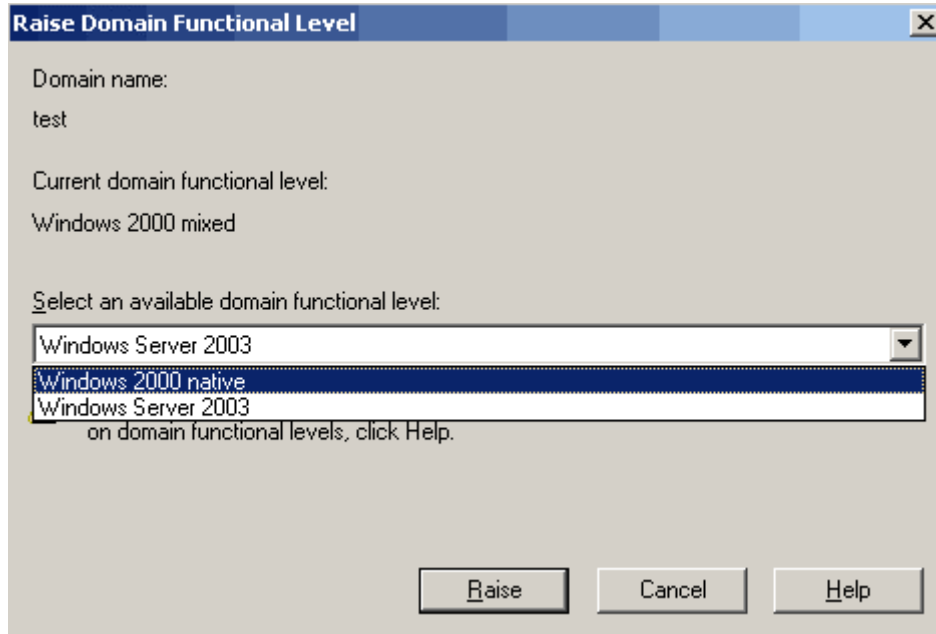 Raise Domain Functional Level
Domain name:
test
Current domain functional level:
Windows 2000 mixed
Select an available domain functional level:
Windows Server 2003
Windows 2000 native
Windows Server 2003
on domain functional levels, click Help.
Raise Cancel Help